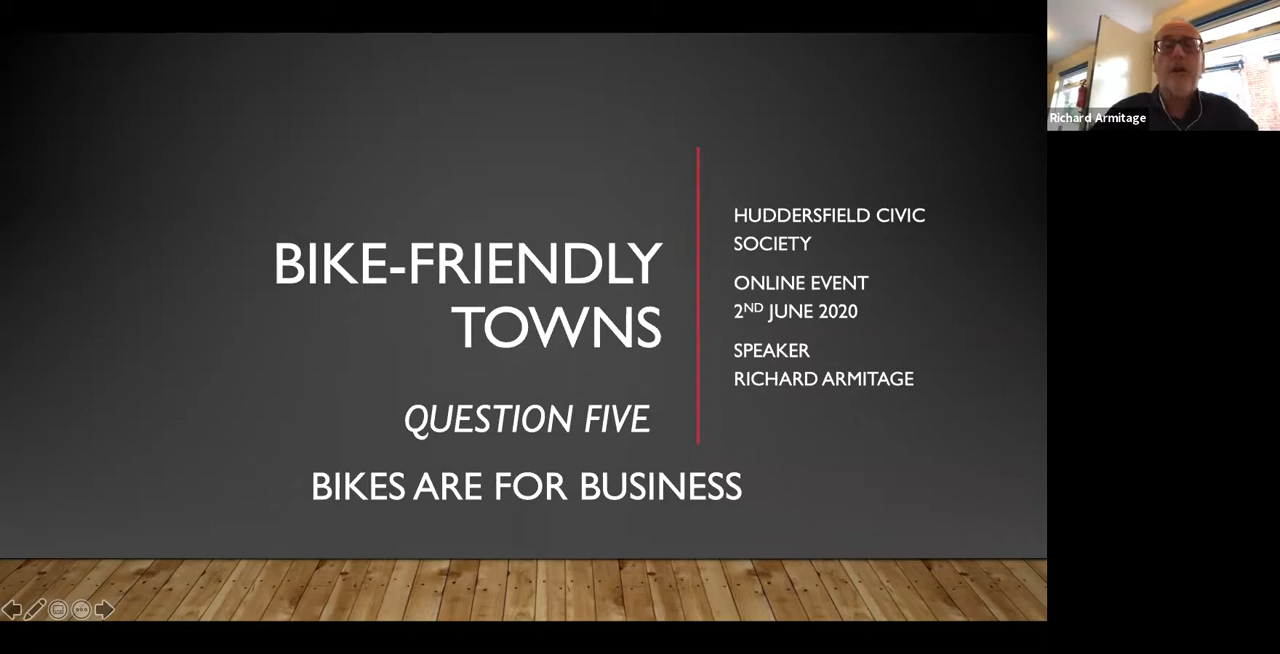 BIKE-FRIENDLY
TOWNS
QUESTION FIVE
BIKES ARE FOR BUSINESS
HUDDERSFIELD CIVIC
SOCIETY
ONLINE EVENT
2ND JUNE 2020
SPEAKER
RICHARD ARMITAGE
Richard Armitage